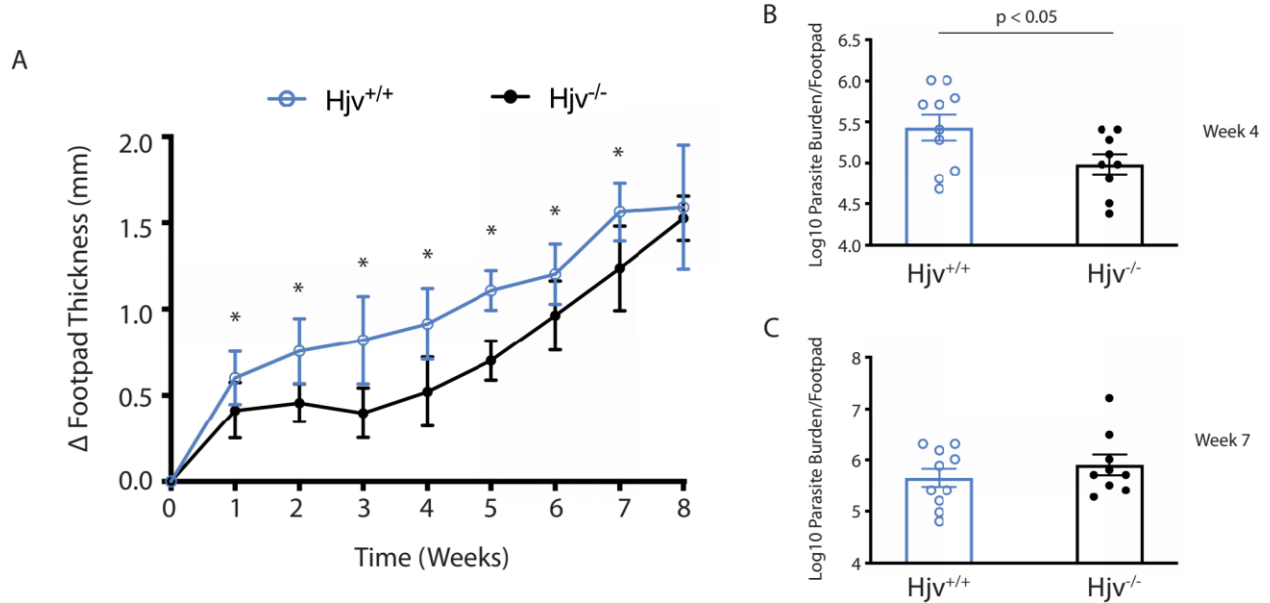 A
Hjv+/+
Hjv-/-
2.0
1.5
1.0
0.5
0.0
Δ Footpad Thickness (mm)
* * * * * * *
0 1 2 3 4 5 6 7 8
Time (Weeks)
B
p < 0.05
6.5
6.0
5.5
5.0
4.5
4.0
Log10 Parasite Burden/Footpad
Hjv+/+
Hjv-/-
Week 4
C
8
7
6
5
4
Log10 Parasite Burden/Footpad
Hjv+/+
Hjv-/-
Week 7